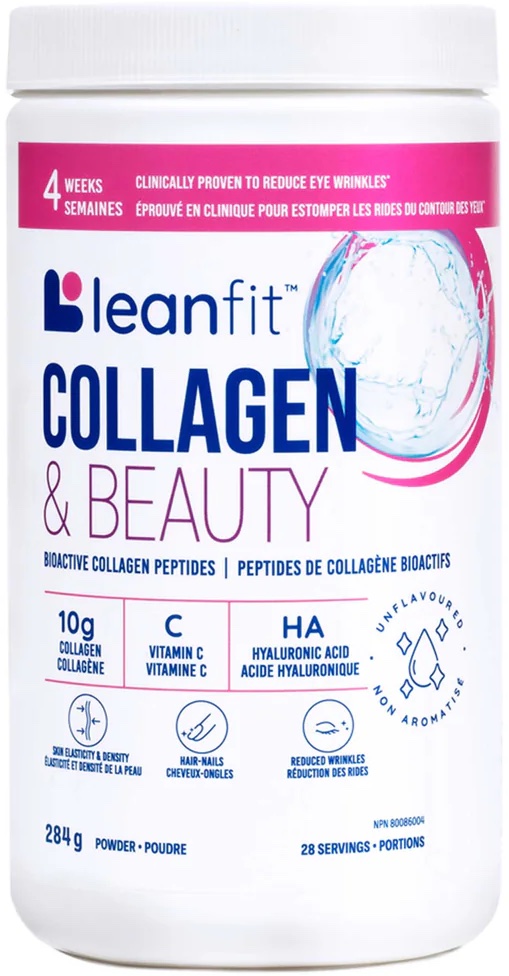 4 WEEKS
SEMAINES
CLINICALLY PROVEN TO REDUCE EYE WRINKLES*
ÉPROUVÉ EN CLINIQUE POUR ESTOMPER LES RIDES DU CONTOUR DES YEUX*
leanfit™
COLLAGEN
& BEAUTY
BIOACTIVE COLLAGEN PEPTIDES | PEPTIDES DE COLLAGÈNE BIOACTIFS
10g
COLLAGEN
COLLAGÈNE
C
VITAMIN C
VITAMINE C
HA
HYALURONIC ACID
ACIDE HYALURONIQUE
UNFLAVOURED
NON AROMATISÉ
SKIN ELASTICITY & DENSITY
ÉLASTICITÉ ET DENSITÉ DE LA PEAU
HAIR-NAILS
CHEVEUX-ONGLES
REDUCED WRINKLES
RÉDUCTION DES RIDES
284g POWDER • POUDRE
NPN 80086004
28 SERVINGS • PORTIONS